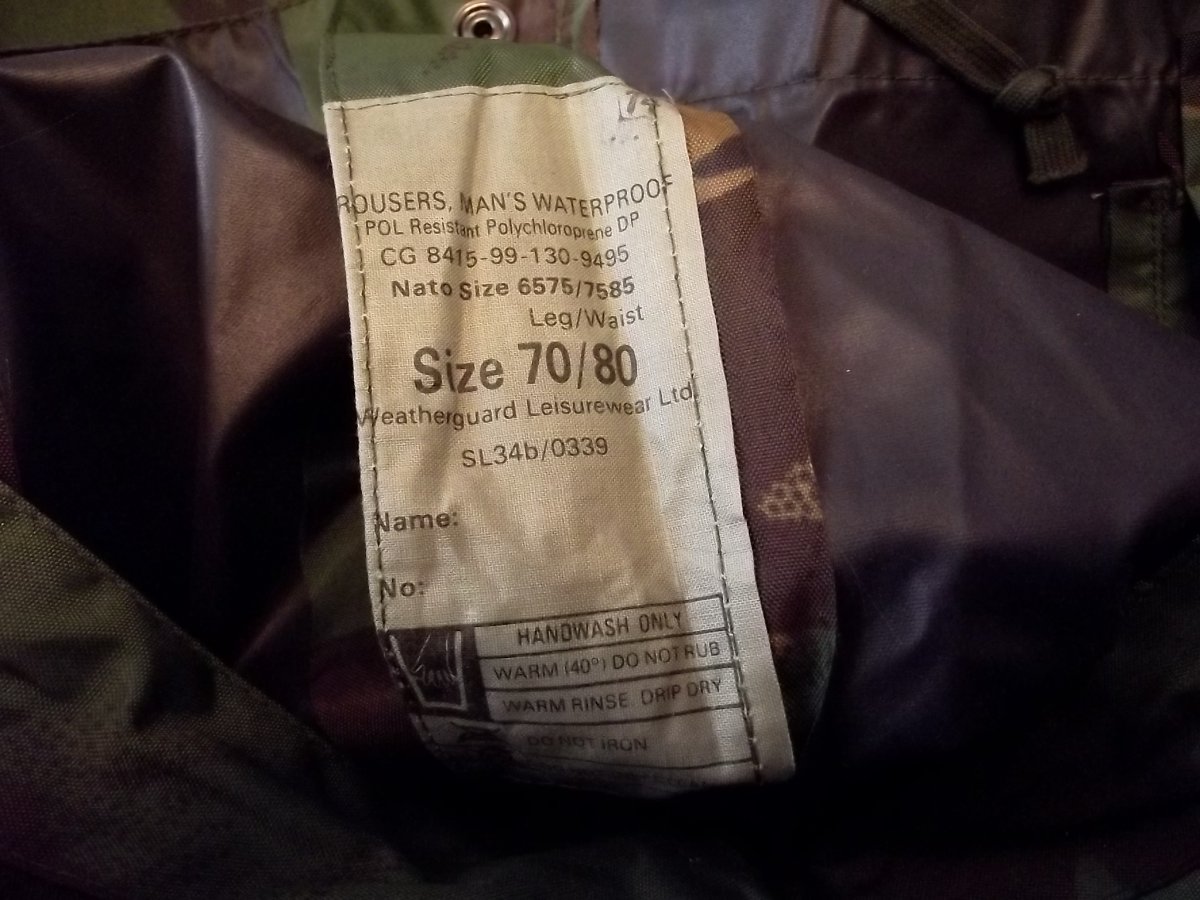 ROUSERS, MAN'S WATERPROOF
POL Resistant Polychloroprene DP
CG 8415-99-130-9495
Nato Size 6575/7585
Leg/Waist
Size 70/80
Weatherguard Leisurewear Ltd
SL34b/0339
Name:
No:
HANDWASH ONLY
WARM (40°) DO NOT RUB
WARM RINSE DRIP DRY
DO NOT IRON